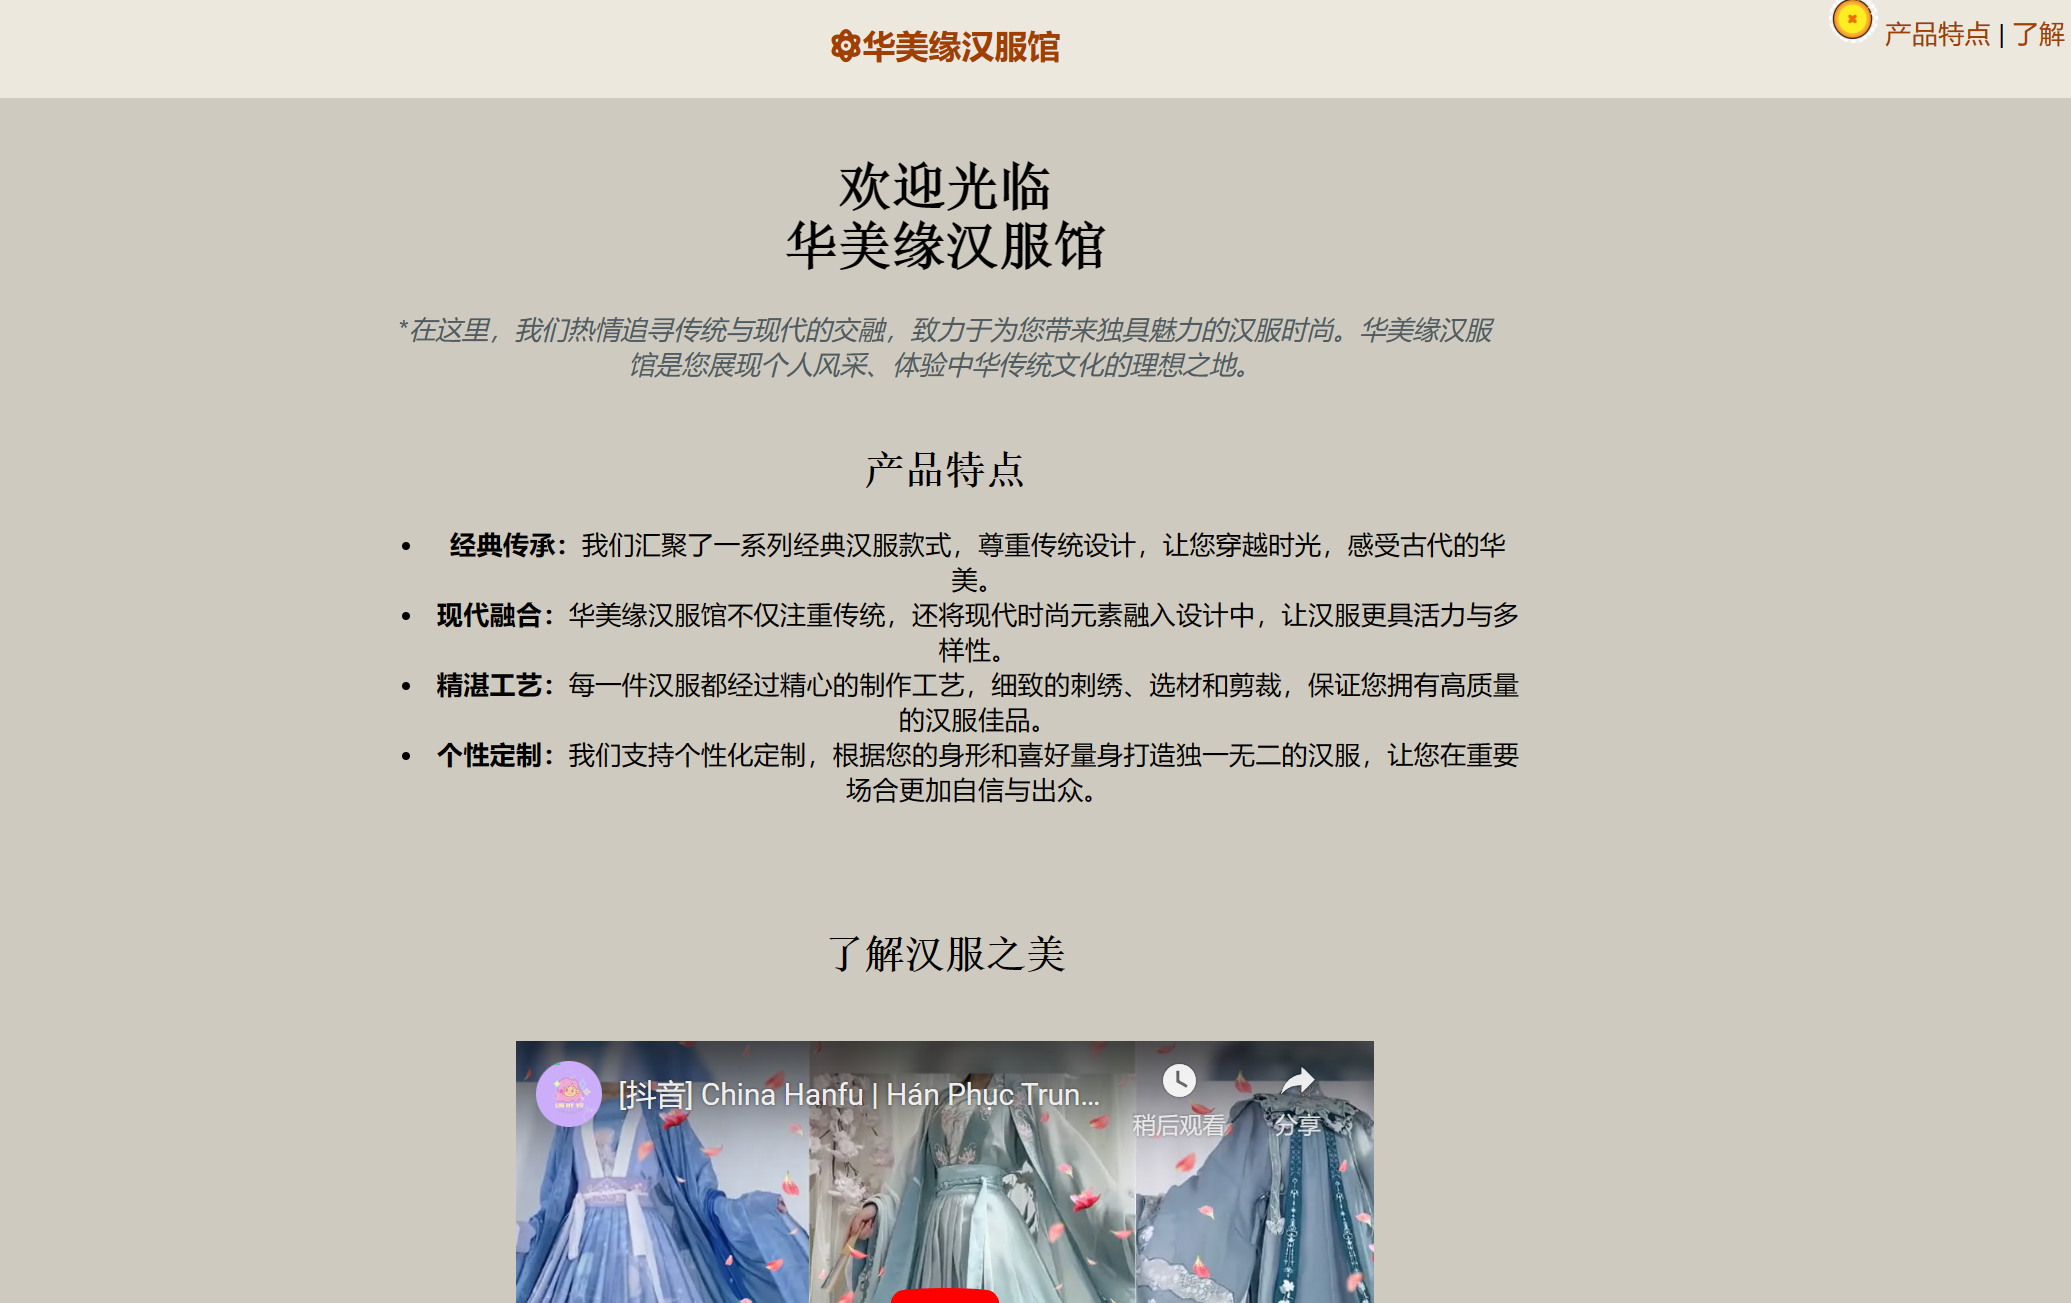 华美缘汉服馆
产品特点 | 了解
欢迎光临
华美缘汉服馆
*在这里，我们热情追寻传统与现代的交融，致力于为您带来独具魅力的汉服时尚。华美缘汉服
馆是您展现个人风采、体验中华传统文化的理想之地。
产品特点
• 经典传承：我们汇聚了一系列经典汉服款式，尊重传统设计，让您穿越时光，感受古代的华
美。
• 现代融合：华美缘汉服馆不仅注重传统，还将现代时尚元素融入设计中，让汉服更具活力与多
样性。
• 精湛工艺：每一件汉服都经过精心的制作工艺，细致的刺绣、选材和剪裁，保证您拥有高质量
的汉服佳品。
• 个性定制：我们支持个性化定制，根据您的身形和喜好量身打造独一无二的汉服，让您在重要
场合更加自信与出众。
了解汉服之美
[抖音] China Hanfu | Hán Phục Trun...
稍后观看
分享